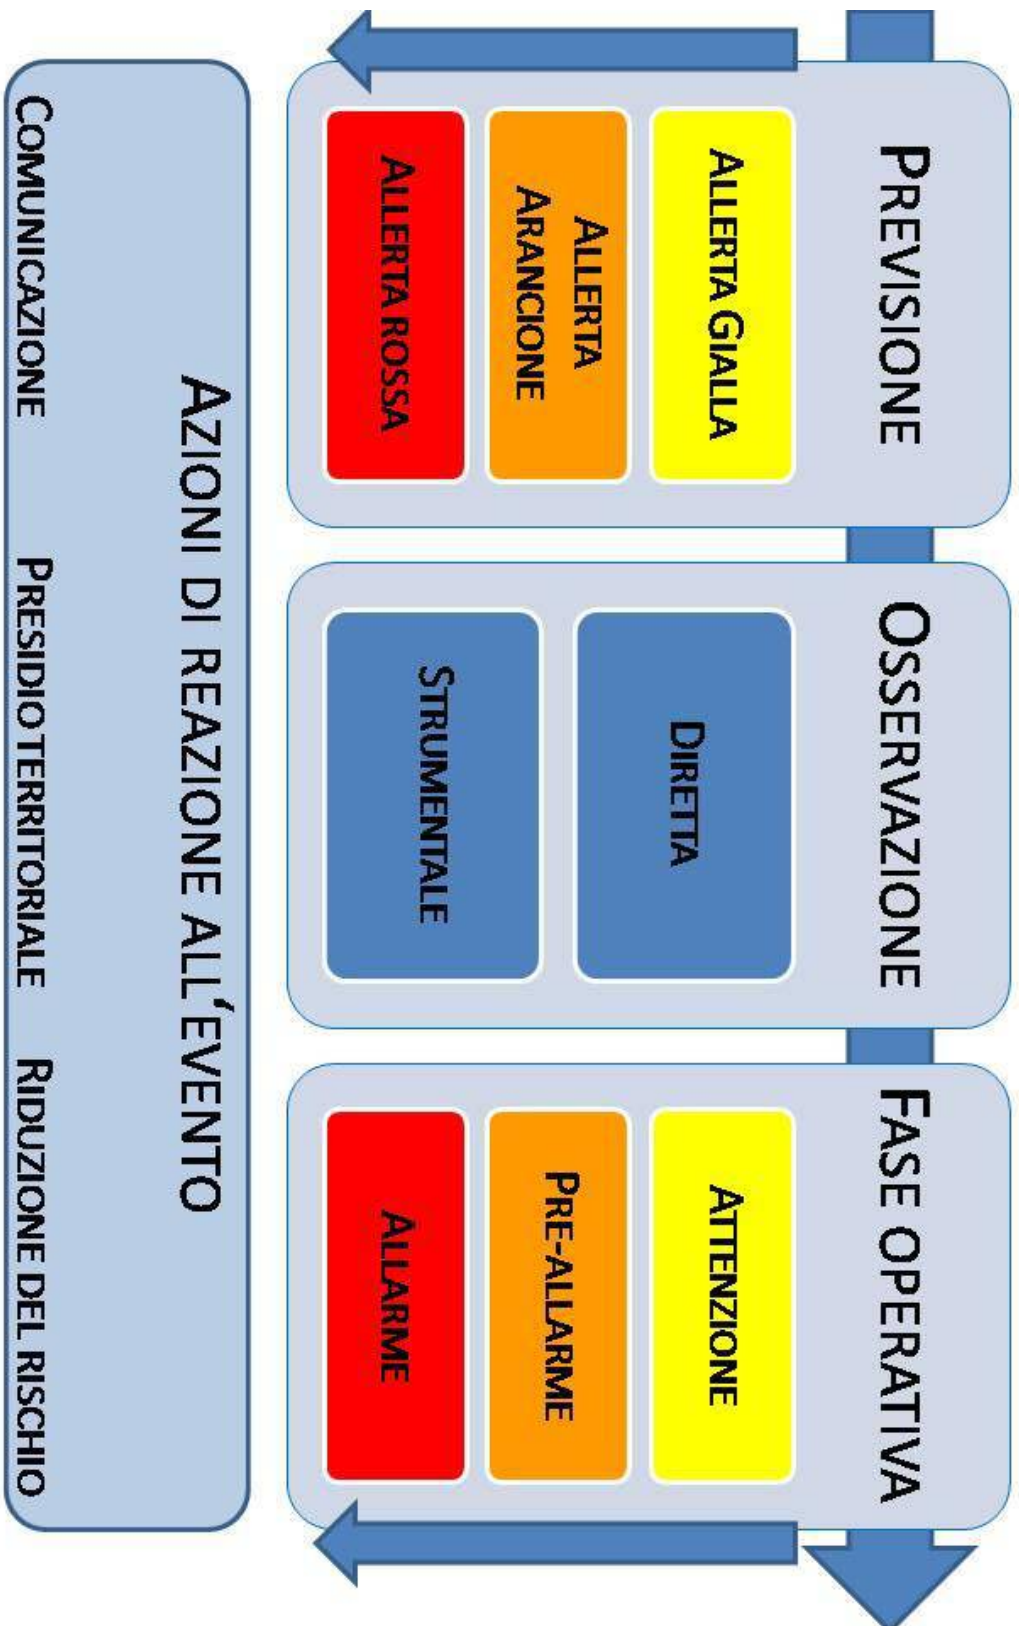 PREVISIONE
ALLERTA GIALLA
ALLERTA
ARANCIONE
ALLERTA ROSSA
OSSERVAZIONE
DIRETTA
STRUMENTALE
FASE OPERATIVA
ATTENZIONE
PRE-ALLARME
ALLARME
AZIONI DI REAZIONE ALL'EVENTO
COMUNICAZIONE
PRESIDIO TERRITORIALE
RIDUZIONE DEL RISCHIO